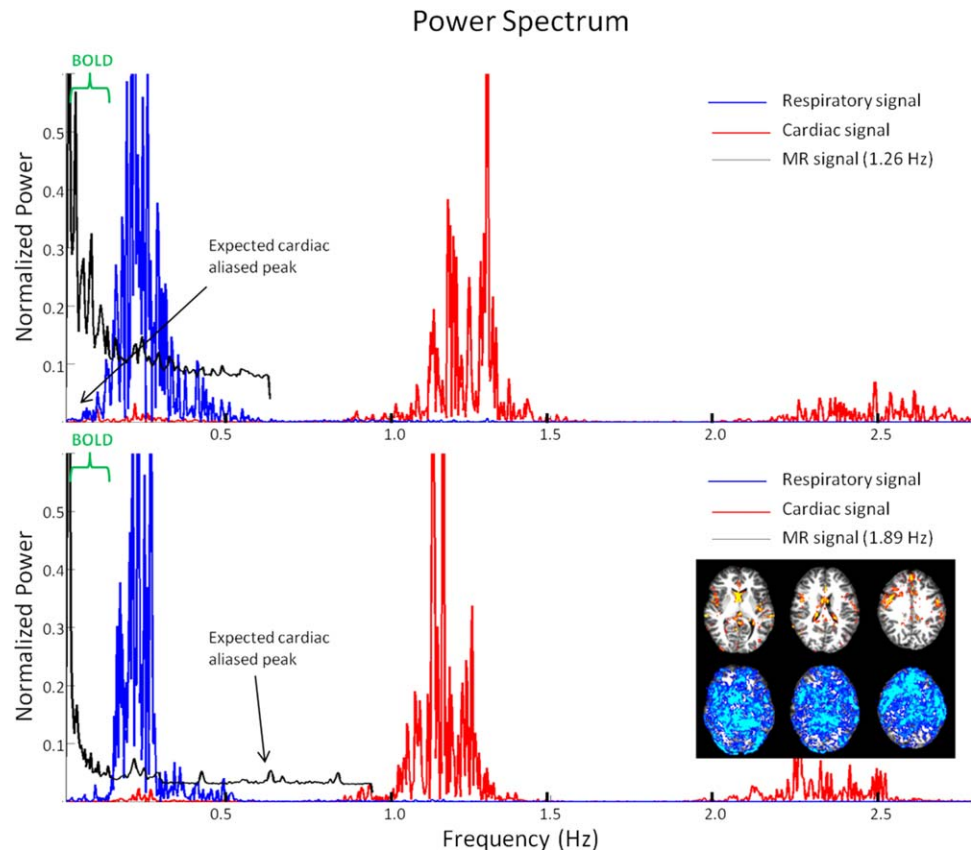 Power Spectrum
BOLD
Respiratory signal
Cardiac signal
MR signal (1.26 Hz)
Normalized Power
0.5
0.4
0.3
0.2
0.1
Expected cardiac
aliased peak
0.5
1.0
1.5
2.0
2.5
BOLD
Respiratory signal
Cardiac signal
MR signal (1.89 Hz)
Normalized Power
0.5
0.4
0.3
0.2
0.1
Expected cardiac
aliased peak
0.5
1.0
1.5
2.0
2.5
Frequency (Hz)